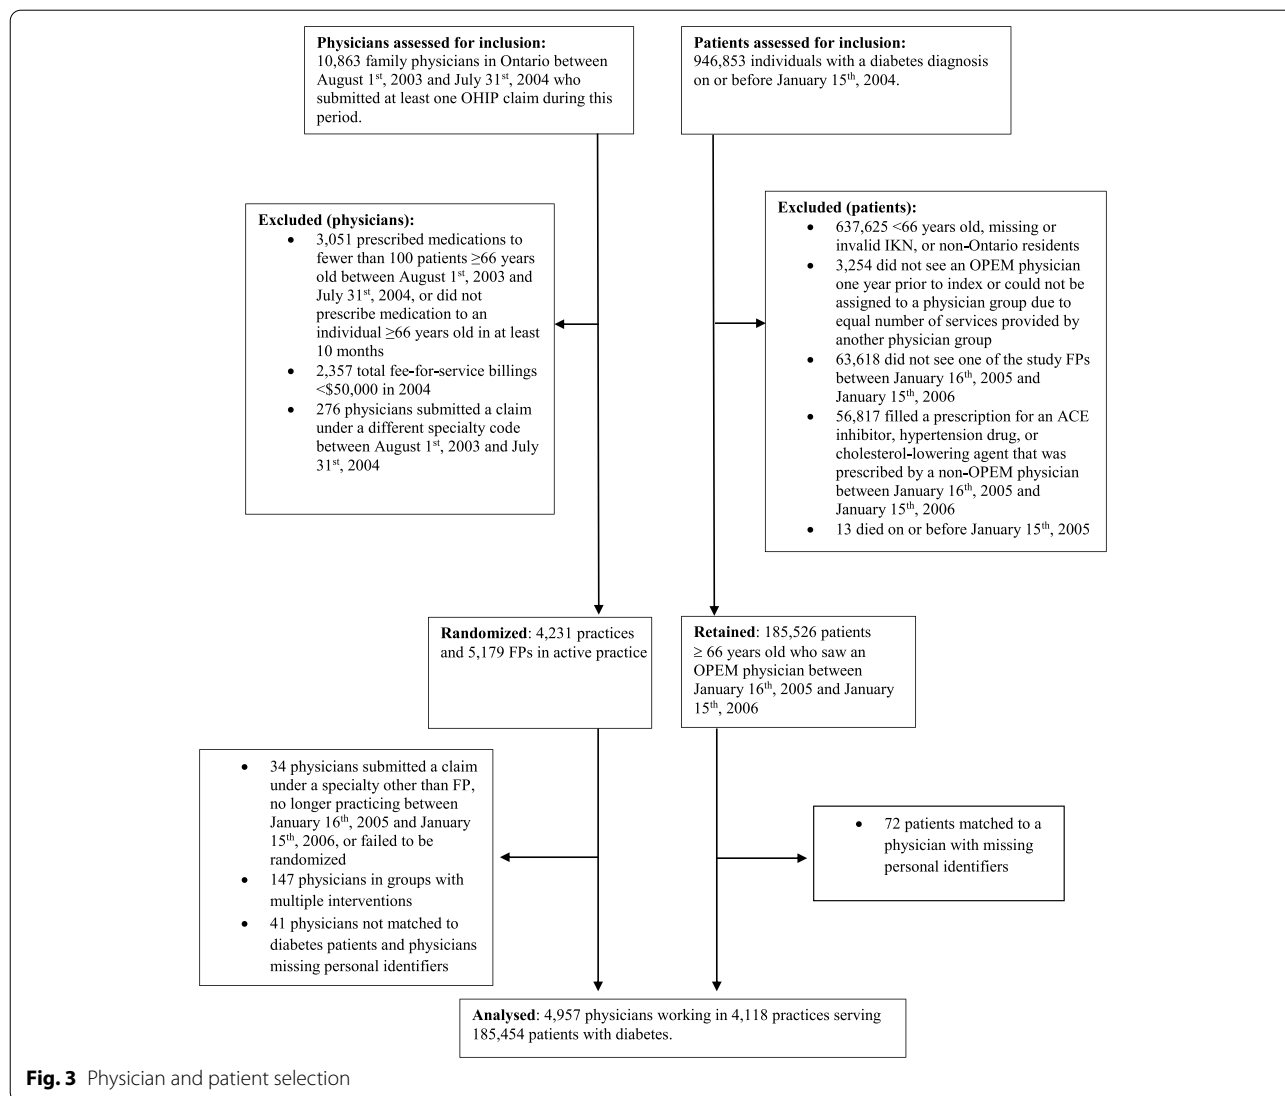 Physicians assessed for inclusion:
10,863 family physicians in Ontario between
August 1st, 2003 and July 31st, 2004 who
submitted at least one OHIP claim during this
period.
Patients assessed for inclusion:
946,853 individuals with a diabetes diagnosis
on or before January 15th, 2004.
Excluded (physicians):
• 3,051 prescribed medications to
fewer than 100 patients ≥66 years
old between August 1st, 2003 and
July 31st, 2004, or did not
prescribe medication to an
individual ≥66 years old in at least
10 months
• 2,357 total fee-for-service billings
<$50,000 in 2004
• 276 physicians submitted a claim
under a different specialty code
between August 1st, 2003 and July
31st, 2004
Excluded (patients):
• 637,625 <66 years old, missing or
invalid IKN, or non-Ontario residents
• 3,254 did not see an OPEM physician
one year prior to index or could not be
assigned to a physician group due to
equal number of services provided by
another physician group
• 63,618 did not see one of the study FPs
between January 16th, 2005 and
January 15th, 2006
• 56,817 filled a prescription for an ACE
inhibitor, hypertension drug, or
cholesterol-lowering agent that was
prescribed by a non-OPEM physician
between January 16th, 2005 and
January 15th, 2006
• 13 died on or before January 15th, 2005
Randomized: 4,231 practices
and 5,179 FPs in active practice
Retained: 185,526 patients
≥ 66 years old who saw an
OPEM physician between
January 16th, 2005 and January
15th, 2006
• 34 physicians submitted a claim
under a specialty other than FP,
no longer practicing between
January 16th, 2005 and January
15th, 2006, or failed to be
randomized
• 147 physicians in groups with
multiple interventions
• 41 physicians not matched to
diabetes patients and physicians
missing personal identifiers
• 72 patients matched to a
physician with missing
personal identifiers
Analysed: 4,957 physicians working in 4,118 practices serving
185,454 patients with diabetes.
Fig. 3 Physician and patient selection